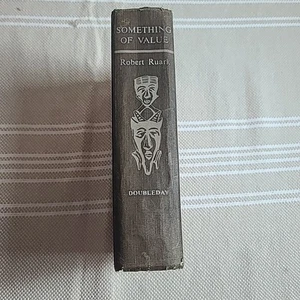 SOMETHING
OF VALUE
Robert Ruark
DOUBLEDAY